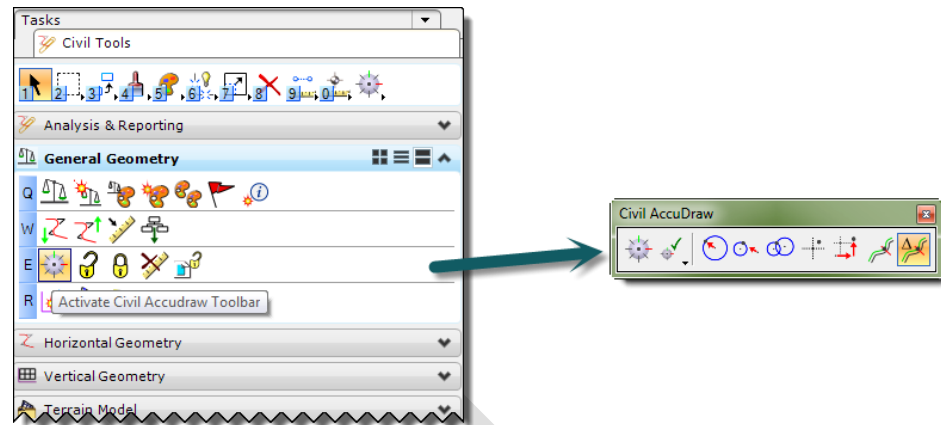 Tasks
Civil Tools
1 2 3 4 5 6 7 8 9 0
Analysis & Reporting
General Geometry
Q
W
E
R Activate Civil Accudraw Toolbar
Horizontal Geometry
Vertical Geometry
Terrain Model
Civil AccuDraw